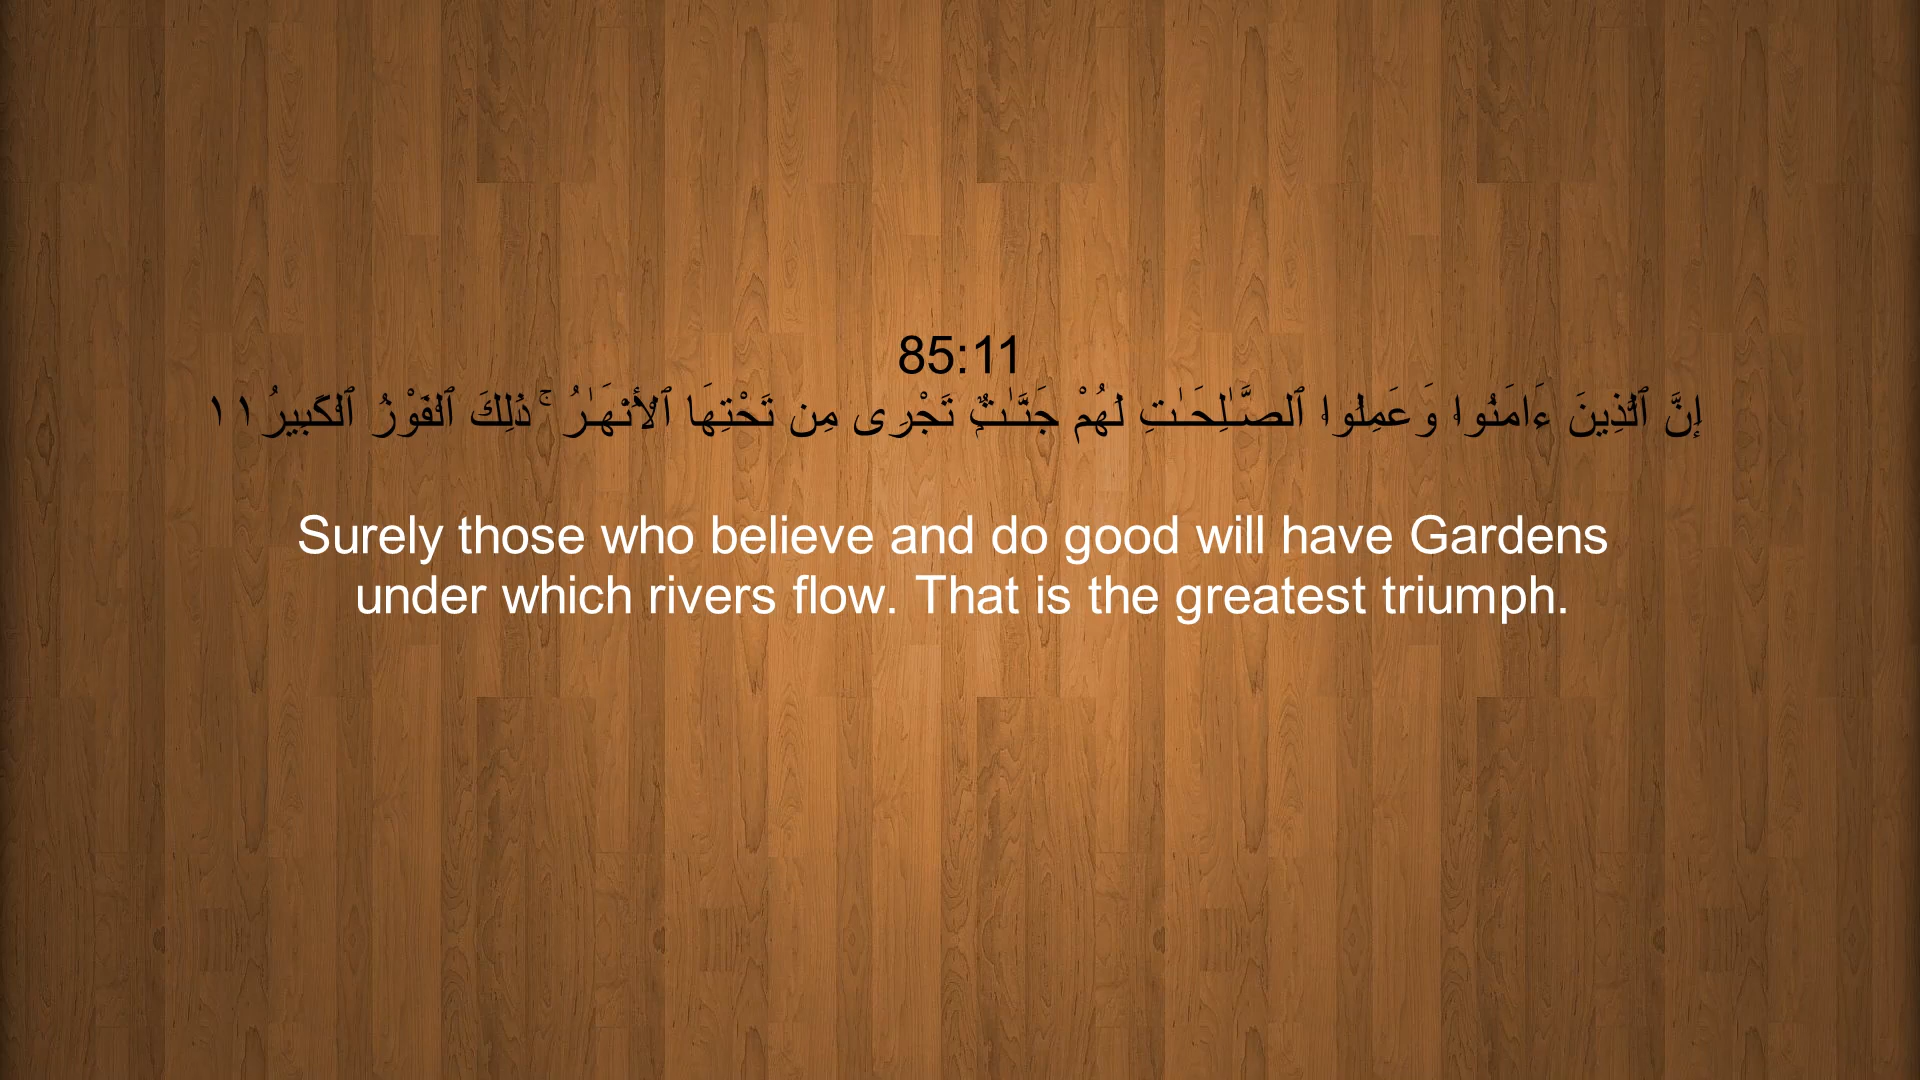 85:11
إِنَّ ٱلَّذِينَ ءَامَنُوا۟ وَعَمِلُوا۟ ٱلصَّـٰلِحَـٰتِ لَهُمْ جَنَّـٰتٌۭ تَجْرِى مِن تَحْتِهَا ٱلْأَنْهَـٰرُ ۚ ذَٰلِكَ ٱلْفَوْزُ ٱلْكَبِيرُ ١١
Surely those who believe and do good will have Gardens
under which rivers flow. That is the greatest triumph.